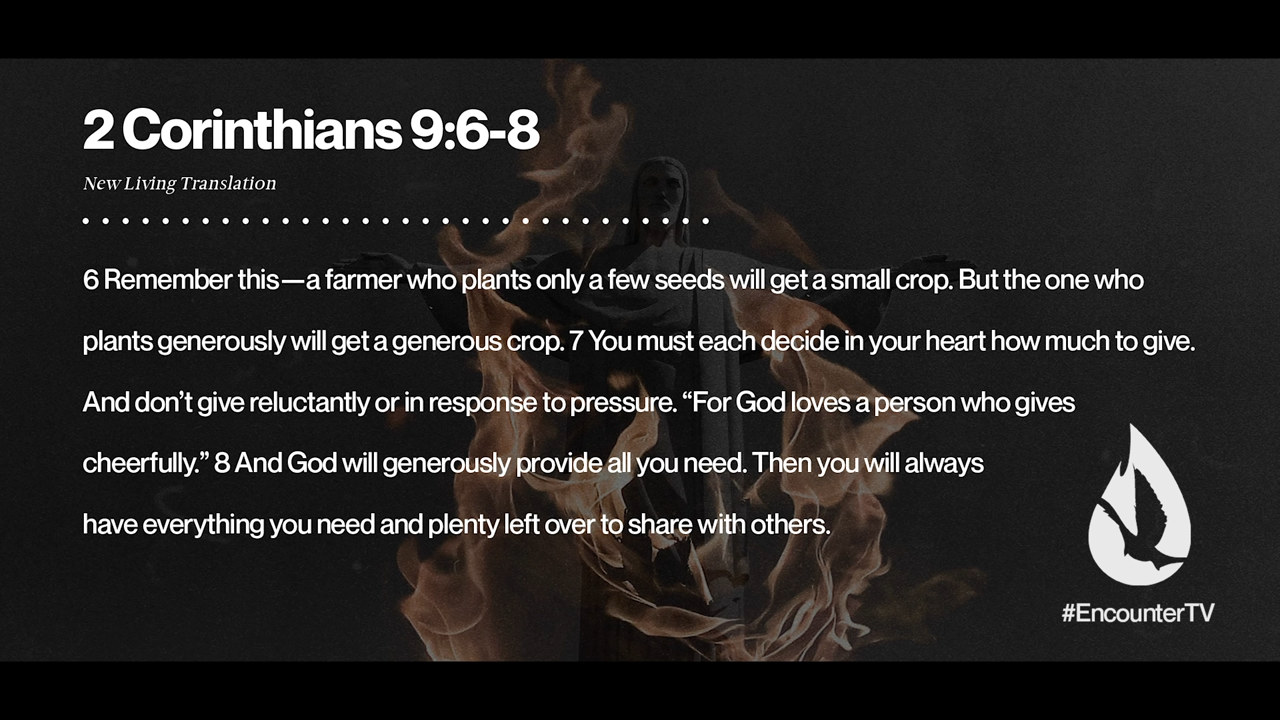 2 Corinthians 9:6-8
New Living Translation
6 Remember this—a farmer who plants only a few seeds will get a small crop. But the one who
plants generously will get a generous crop. 7 You must each decide in your heart how much to give.
And don’t give reluctantly or in response to pressure. “For God loves a person who gives
cheerfully.” 8 And God will generously provide all you need. Then you will always
have everything you need and plenty left over to share with others.
#EncounterTV